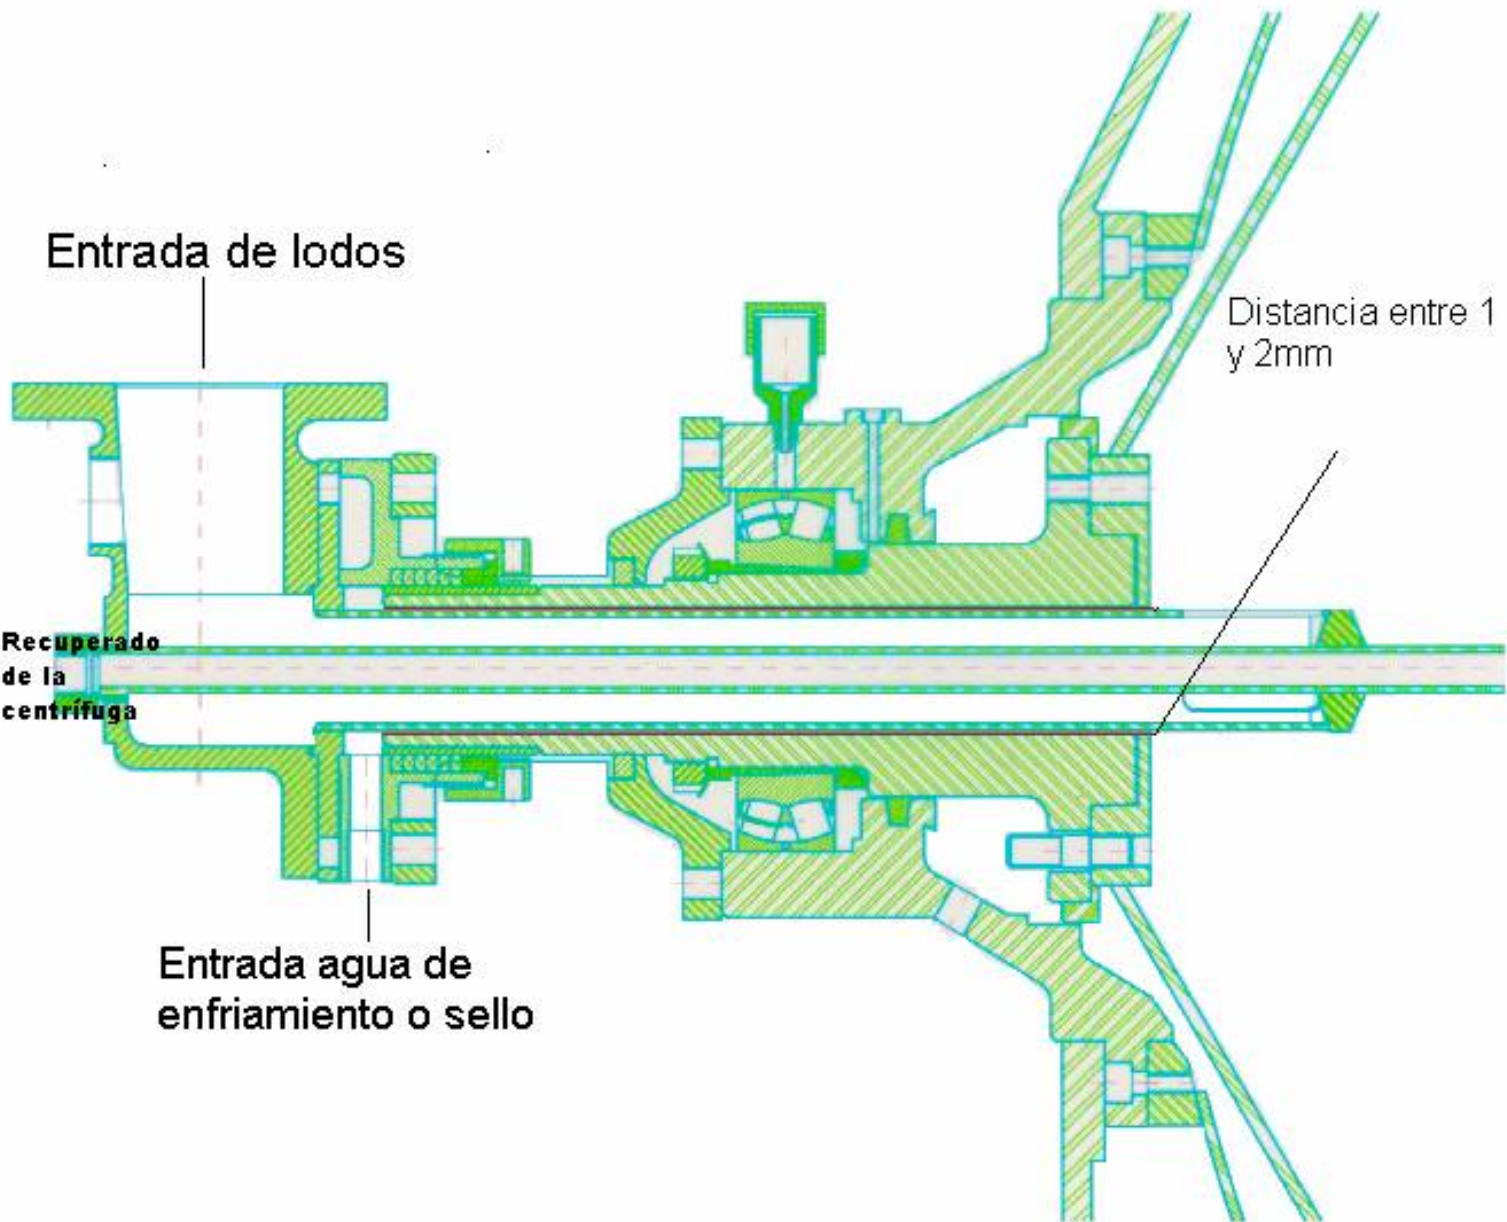 Entrada de lodos
Distancia entre 1
y 2mm
Recuperado
de la
centrífuga
Entrada agua de
enfriamiento o sello